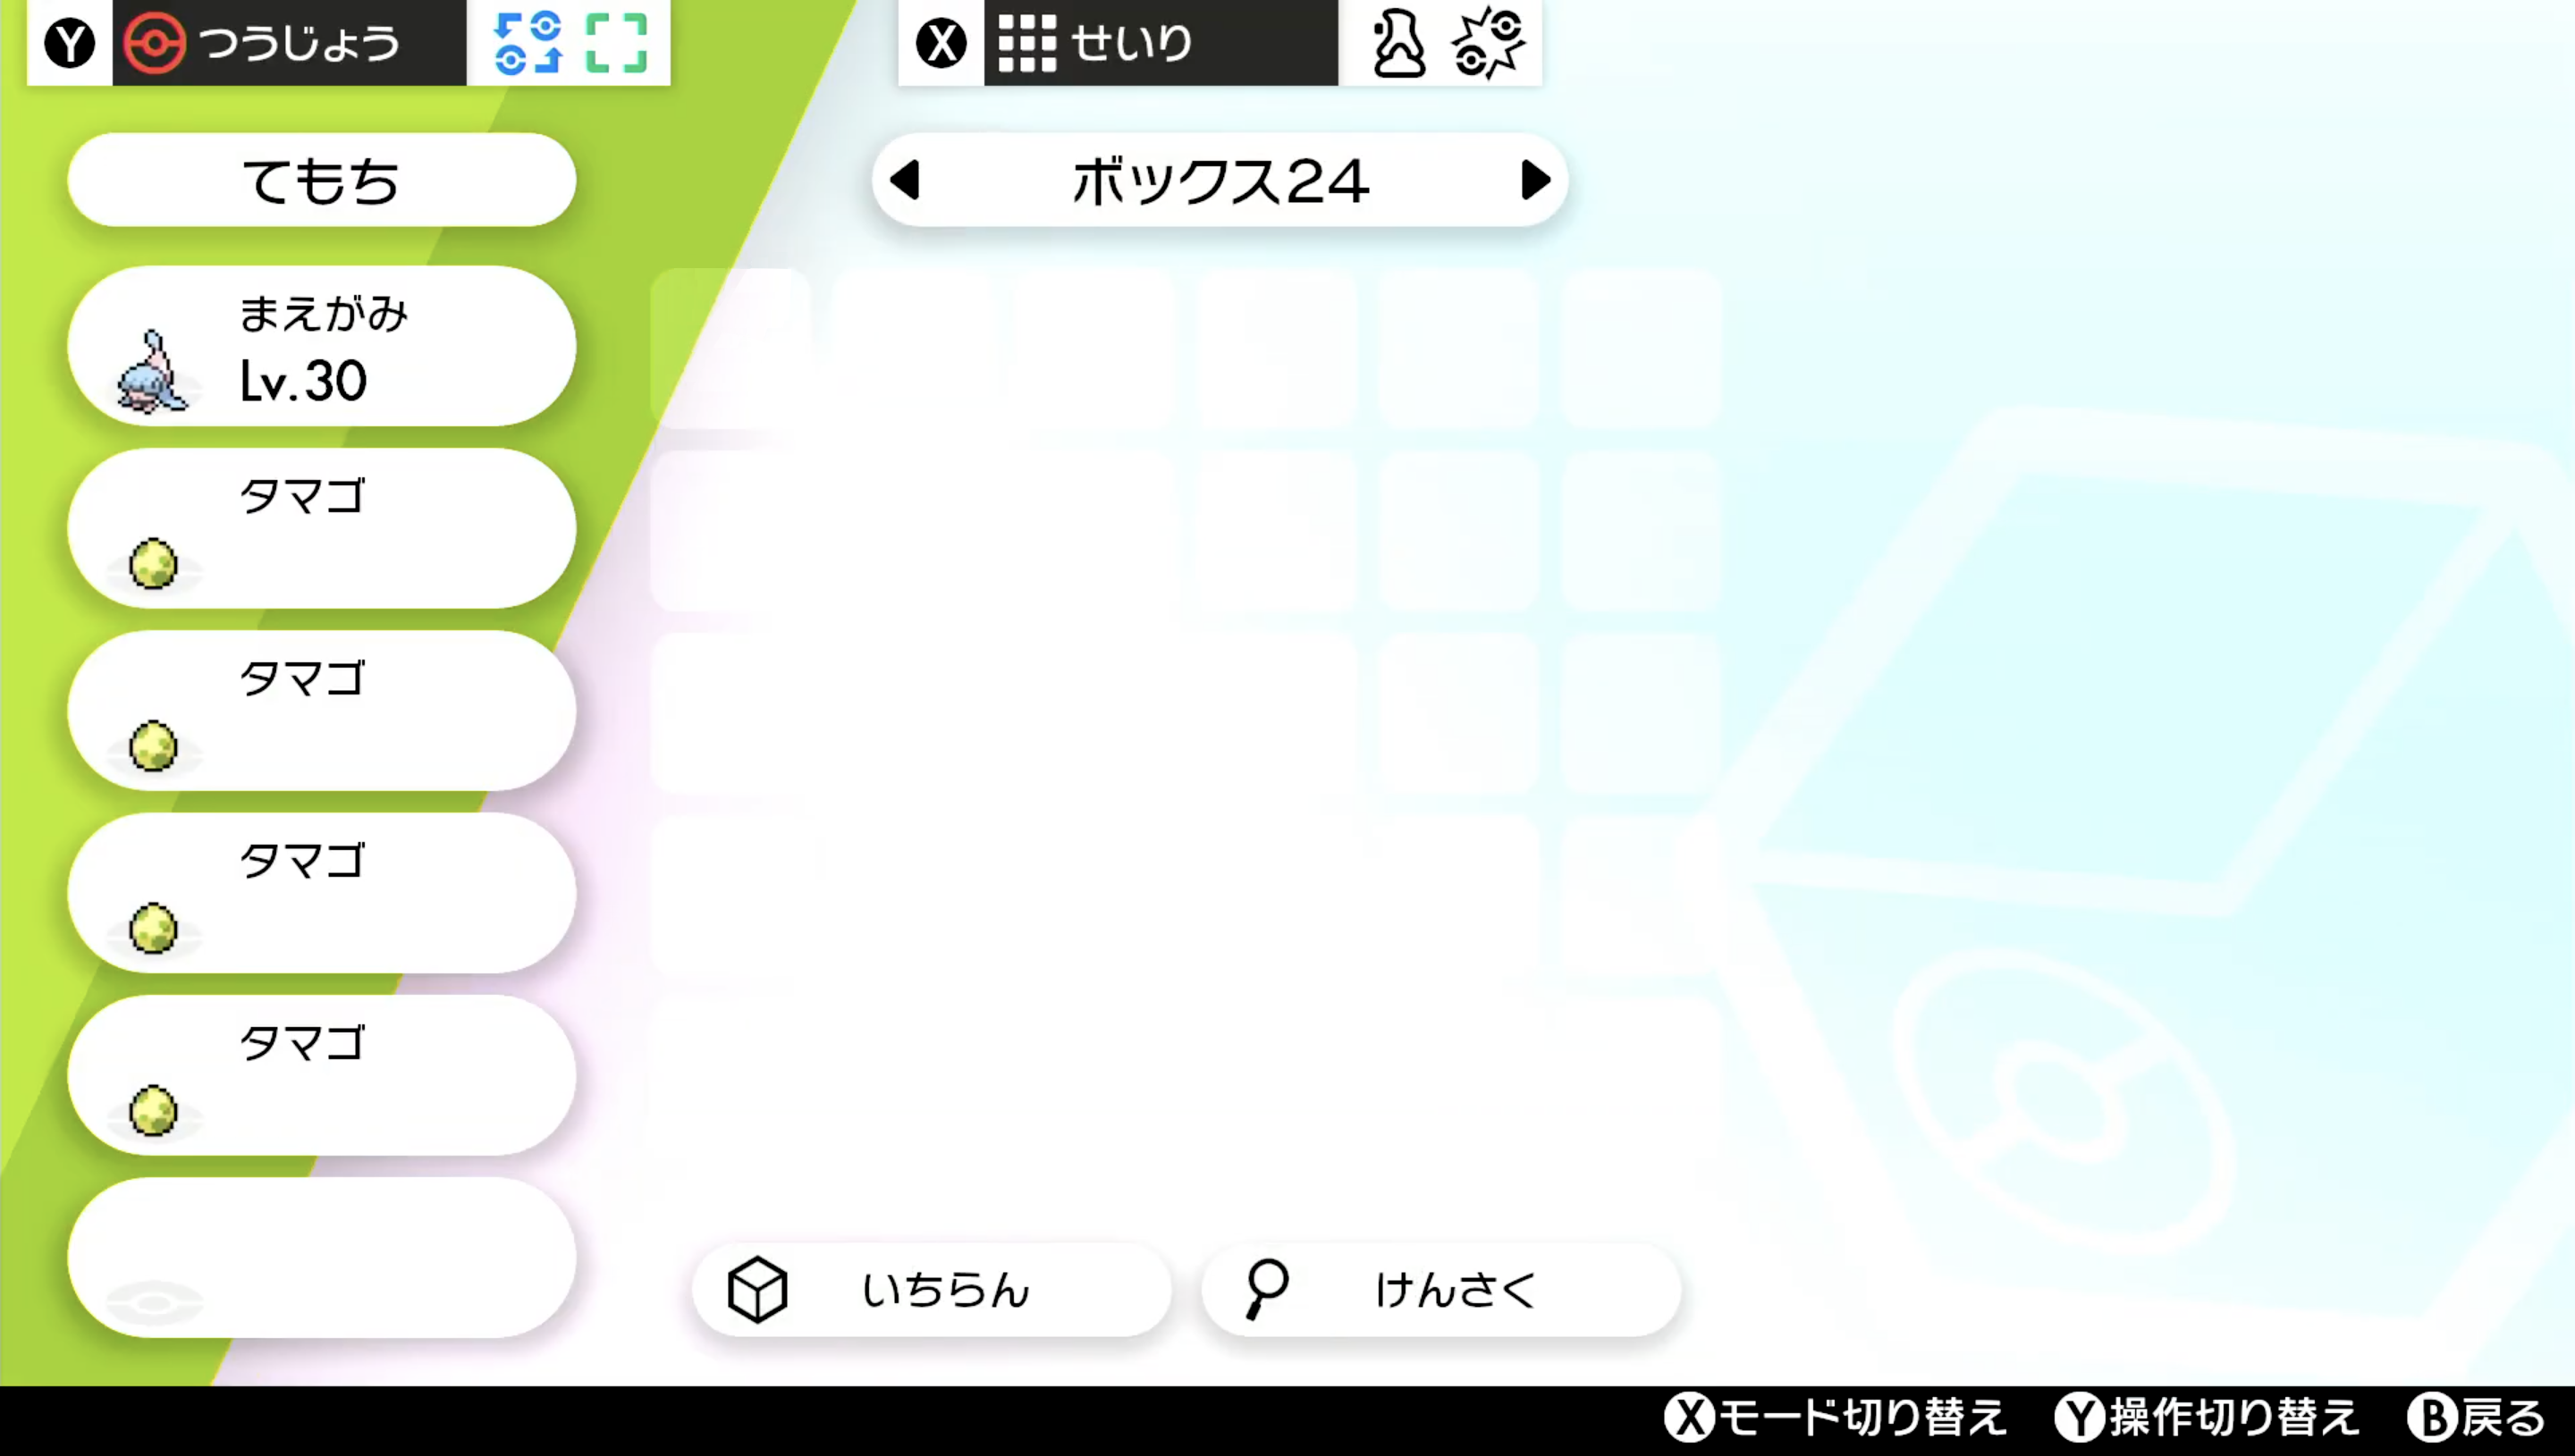 Y つうじょう
X せいり
てもち
ボックス24
まえがみ
Lv.30
タマゴ
タマゴ
タマゴ
タマゴ
いちらん
けんさく
Xモード切り替え Y操作切り替え B戻る